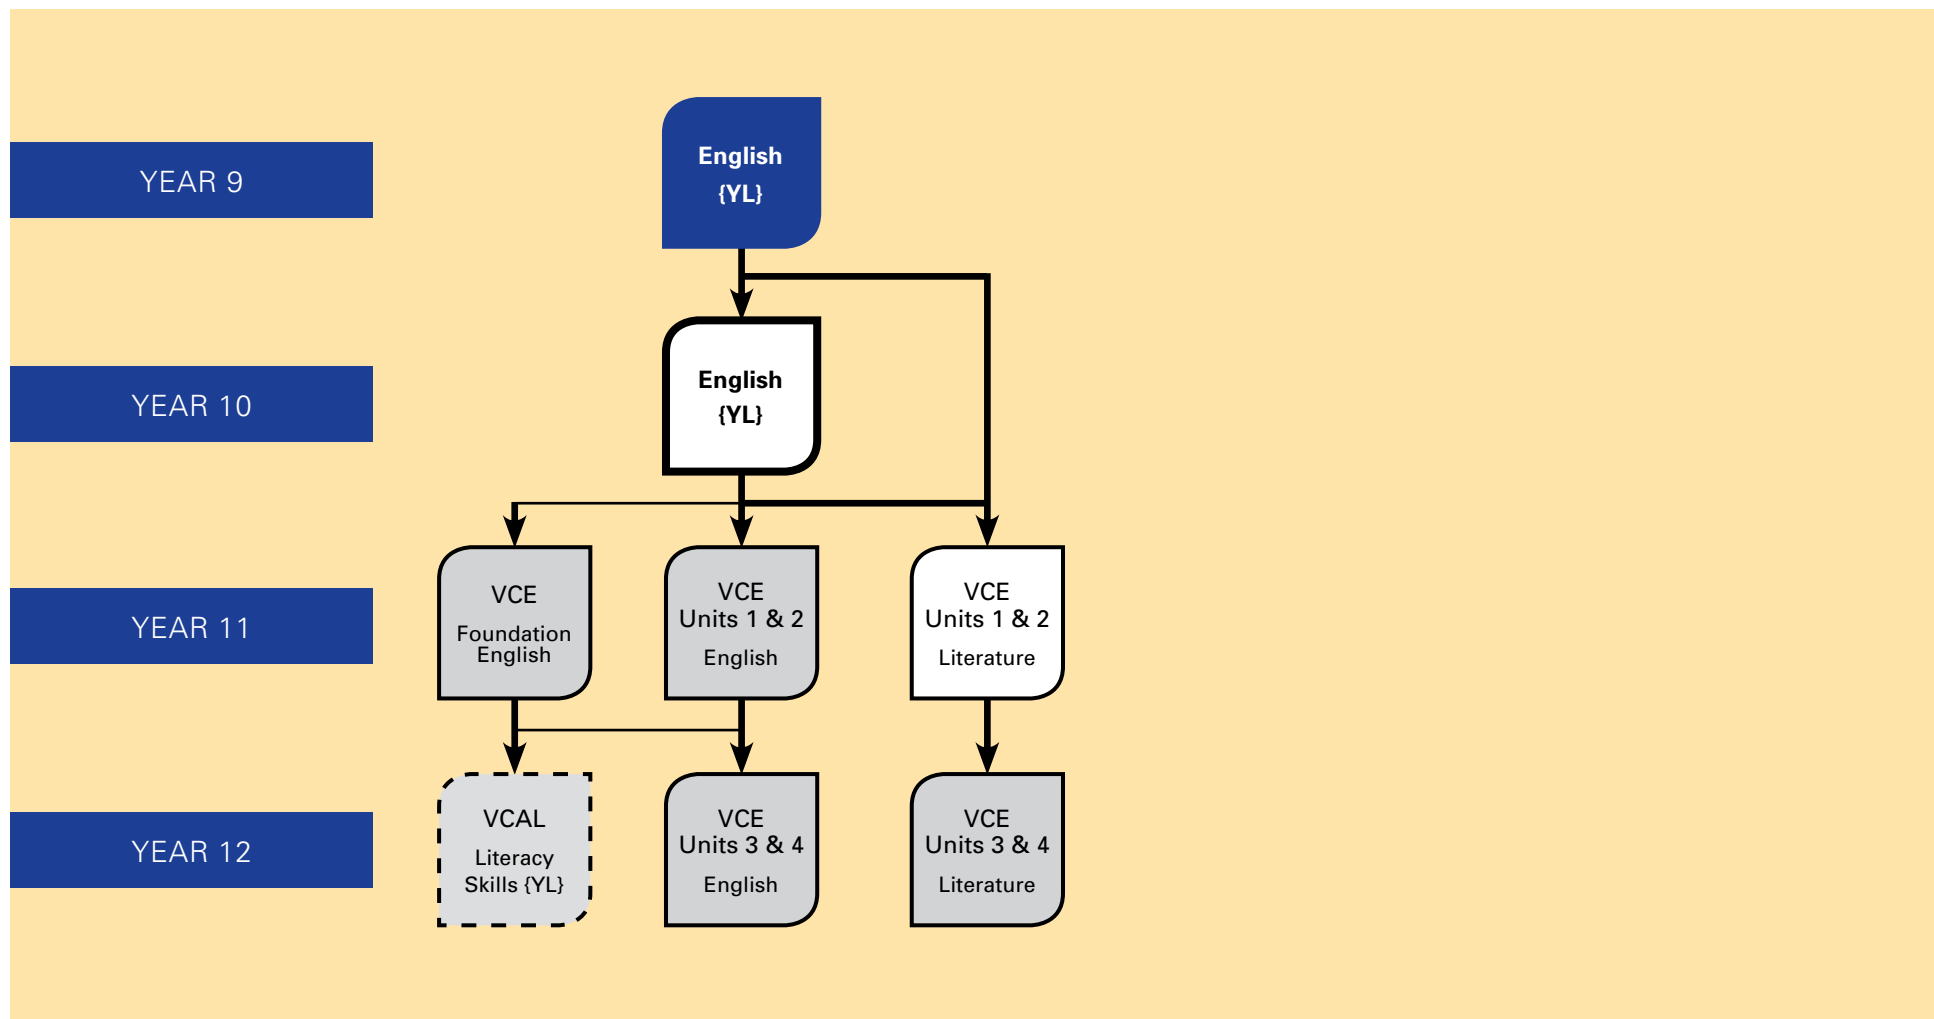 YEAR 9
English
{YL}
YEAR 10
English
{YL}
YEAR 11
VCE
Foundation
English
VCE
Units 1 & 2
English
VCE
Units 1 & 2
Literature
YEAR 12
VCAL
Literacy
Skills {YL}
VCE
Units 3 & 4
English
VCE
Units 3 & 4
Literature